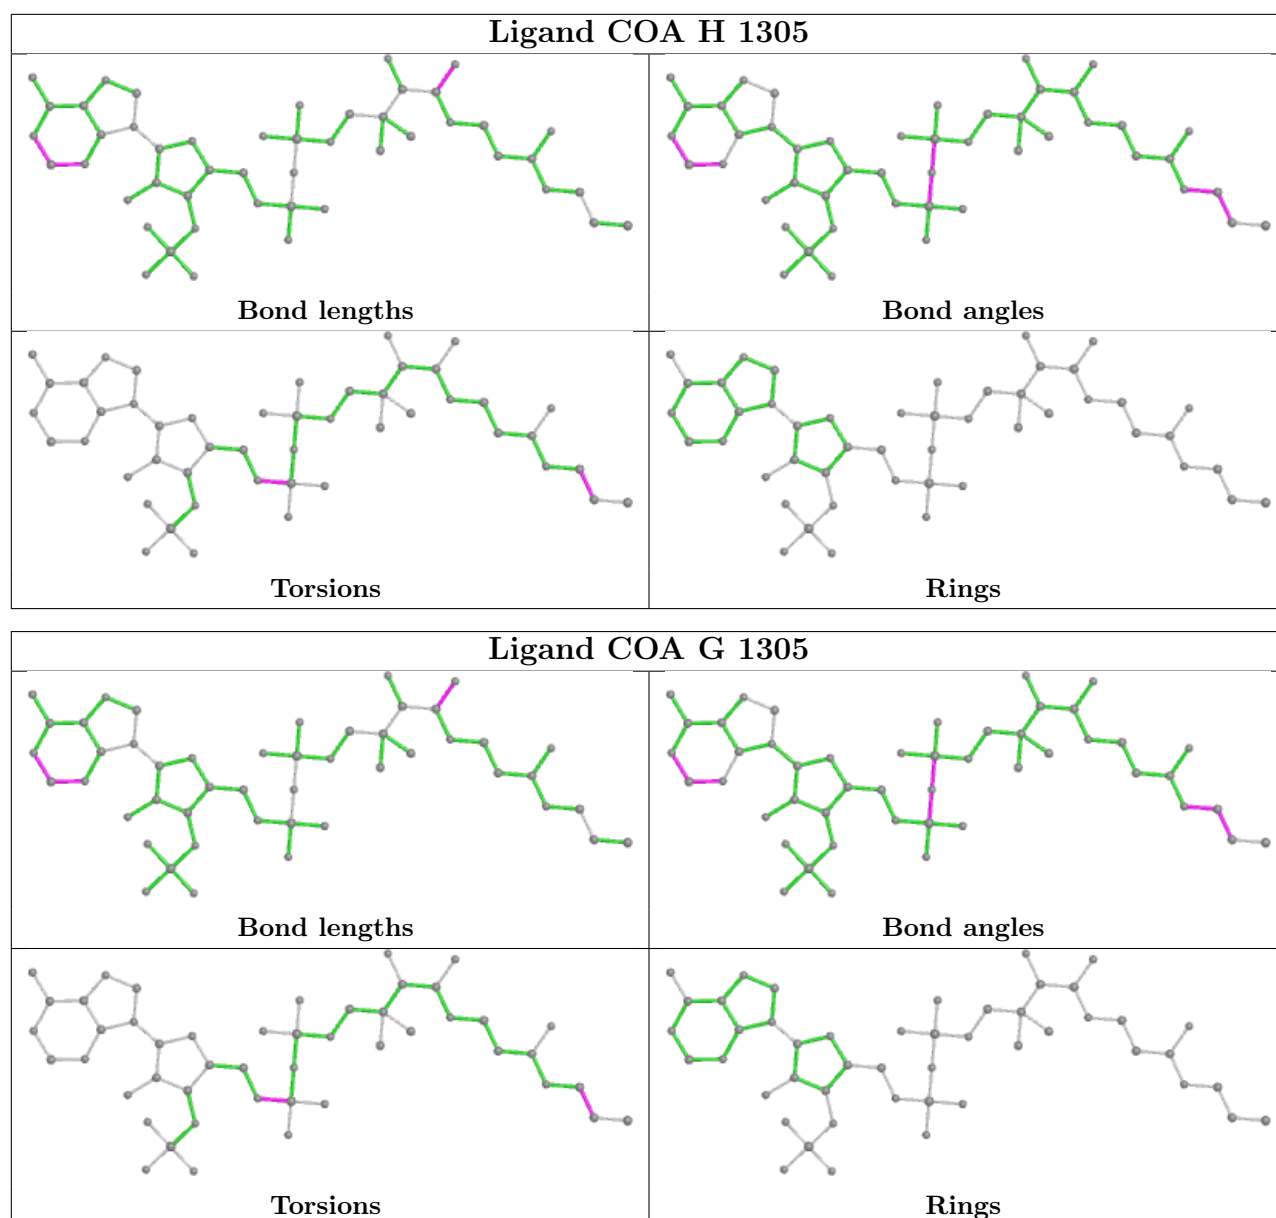 Ligand COA H 1305
Bond lengths
Bond angles
Torsions
Rings
Ligand COA G 1305
Bond lengths
Bond angles
Torsions
Rings